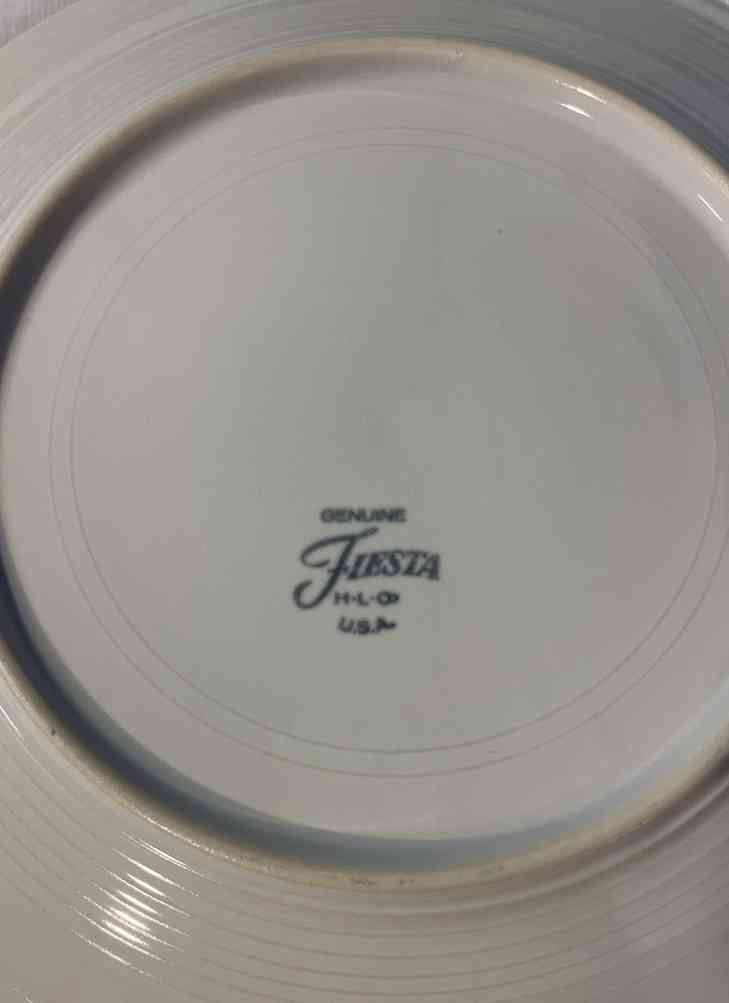 GENUINE
FIESTA
H·L·Co
U.S.A.